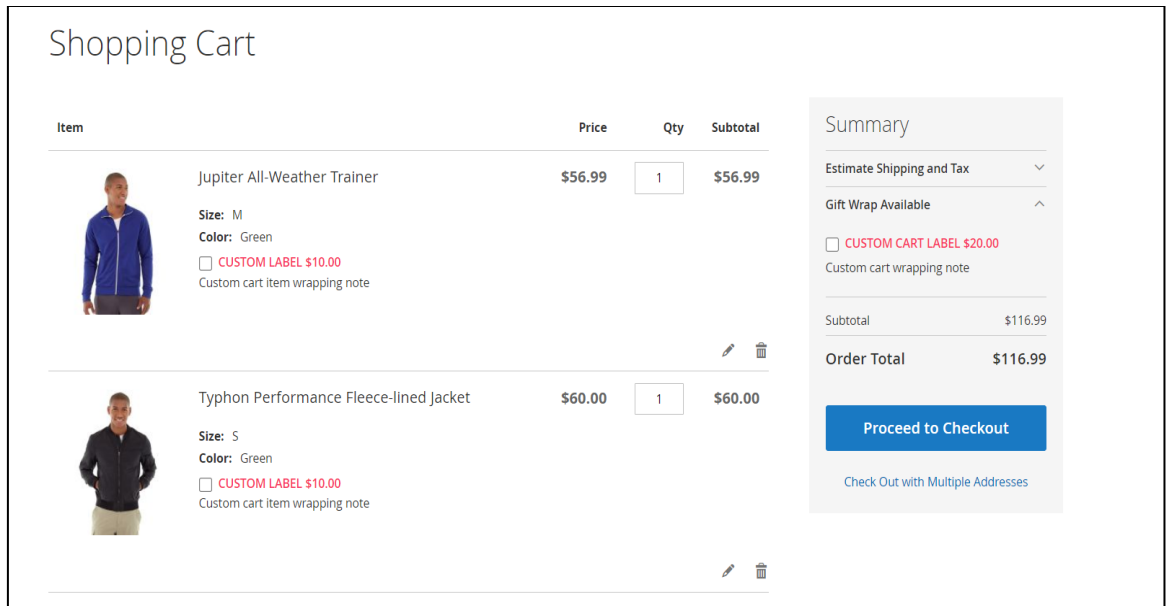 Shopping Cart
Item Price Qty Subtotal
Jupiter All-Weather Trainer $56.99 1 $56.99
Size: M
Color: Green
CUSTOM LABEL $10.00
Custom cart item wrapping note
Typhon Performance Fleece-lined Jacket $60.00 1 $60.00
Size: S
Color: Green
CUSTOM LABEL $10.00
Custom cart item wrapping note
Summary
Estimate Shipping and Tax
Gift Wrap Available
CUSTOM CART LABEL $20.00
Custom cart wrapping note
Subtotal $116.99
Order Total $116.99
Proceed to Checkout
Check Out with Multiple Addresses